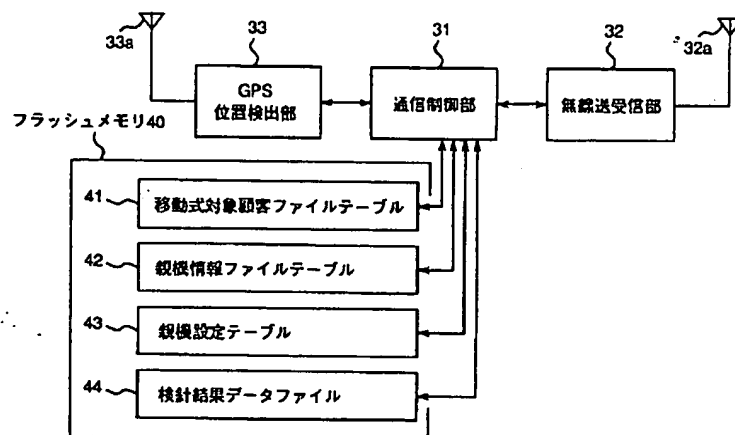 33a
33
31
32
32a
GPS
位置検出部
通信制御部
無線送受信部
フラッシュメモリ40
41
移動式対象顧客ファイルテーブル
42
親機情報ファイルテーブル
43
親機設定テーブル
44
検針結果データファイル